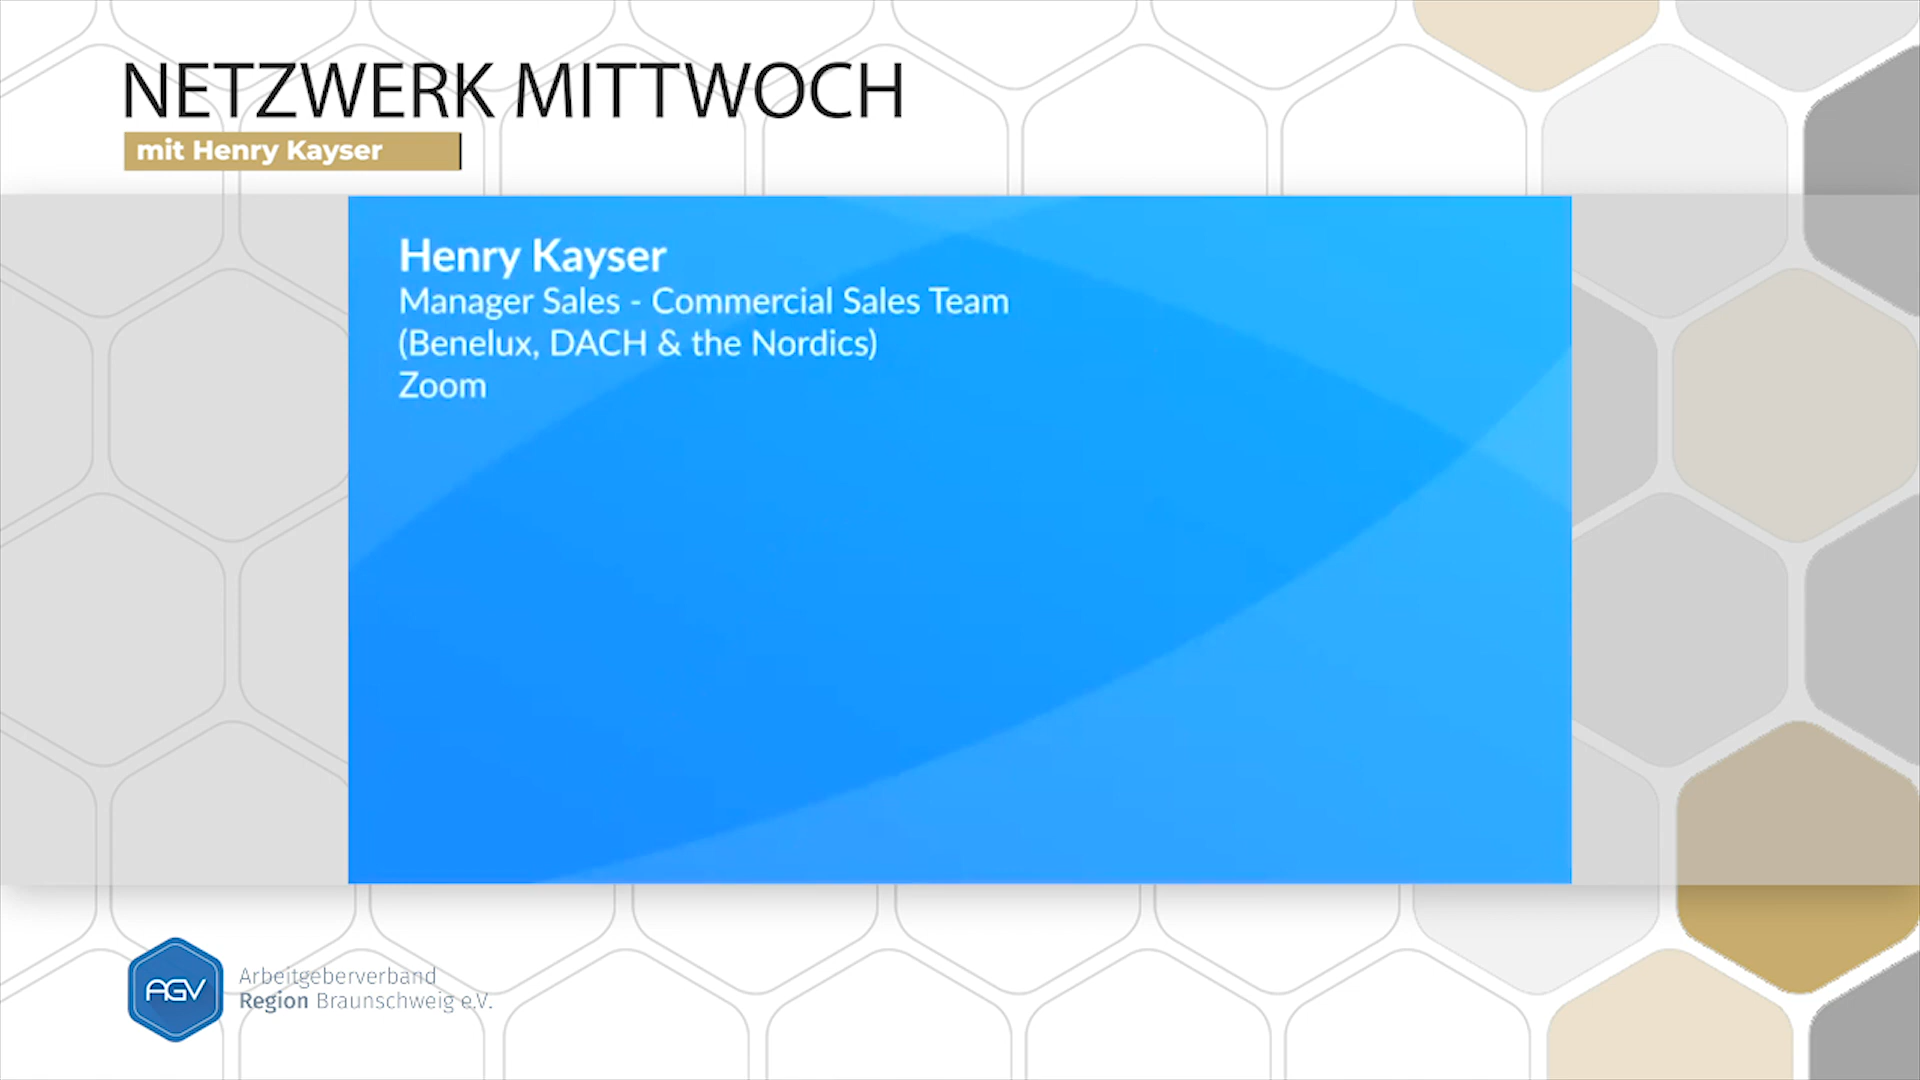 NETZWERK MITTWOCH
mit Henry Kayser
Henry Kayser
Manager Sales - Commercial Sales Team
(Benelux, DACH & the Nordics)
Zoom
AGV
Arbeitgeberverband
Region Braunschweig e.V.